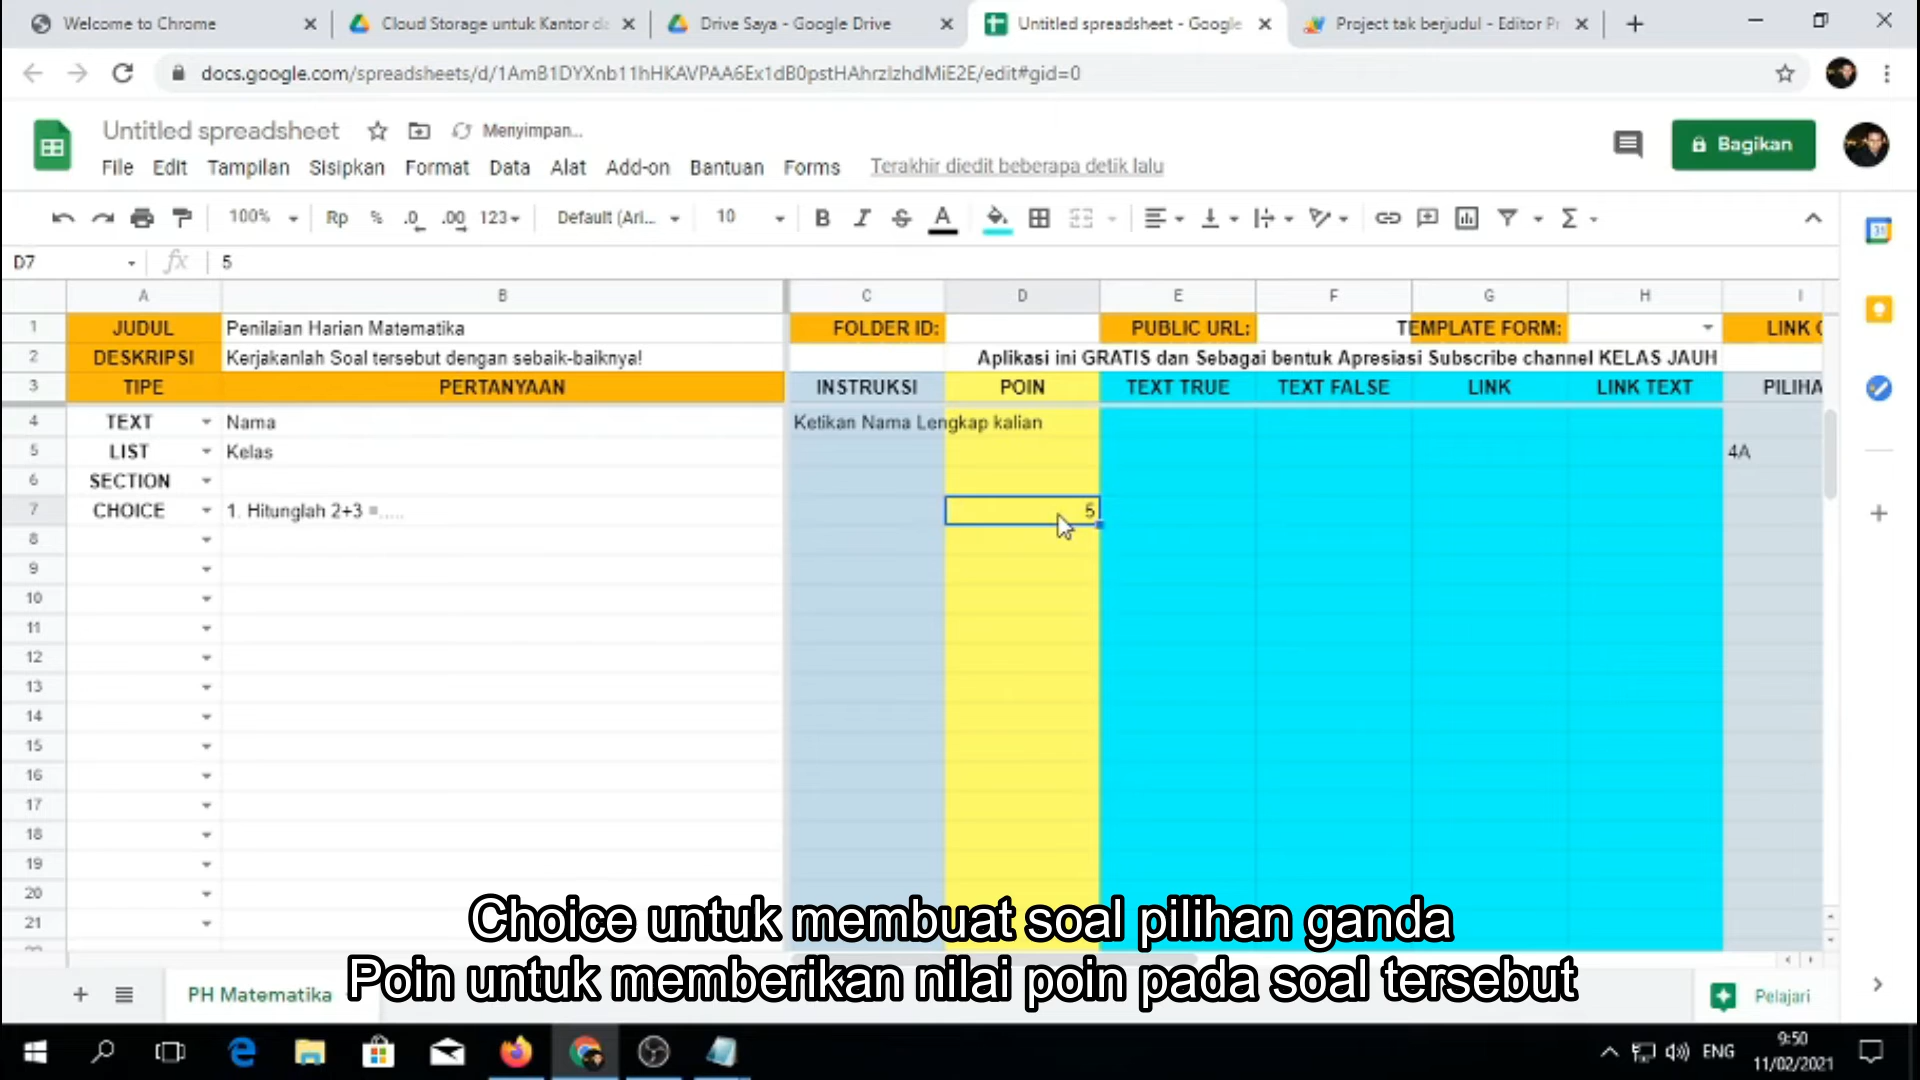 Welcome to Chrome
Cloud Storage untuk Kantor d
Drive Saya - Google Drive
Untitled spreadsheet - Google
Project tak berjudul - Editor Pr
docs.google.com/spreadsheets/d/1AmB1DYXnb11hHKAVPAA6Ex1dB0pstHAhrzIzhdMiE2E/edit#gid=0
Untitled spreadsheet
Menyimpan...
File Edit Tampilan Sisipkan Format Data Alat Add-on Bantuan Forms Terakhir diedit beberapa detik lalu
Bagikan
100% Rp % .0 .00 123 Default (Ari... 10 B I S A Σ
D7 fx 5
A B C D E F G H I
1 JUDUL Penilaian Harian Matematika FOLDER ID: PUBLIC URL: TEMPLATE FORM: LINK
2 DESKRIPSI Kerjakanlah Soal tersebut dengan sebaik-baiknya! Aplikasi ini GRATIS dan Sebagai bentuk Apresiasi Subscribe channel KELAS JAUH
3 TIPE PERTANYAAN INSTRUKSI POIN TEXT TRUE TEXT FALSE LINK LINK TEXT PILIHA
4 TEXT Nama Ketikan Nama Lengkap kalian
5 LIST Kelas 4A
6 SECTION
7 CHOICE 1. Hitunglah 2+3 =..... 5
8
9
10
11
12
13
14
15
16
17
18
19
20
21
Choice untuk membuat soal pilihan ganda
Poin untuk memberikan nilai poin pada soal tersebut
PH Matematika
Pelajari
ENG
9:50
11/02/2021